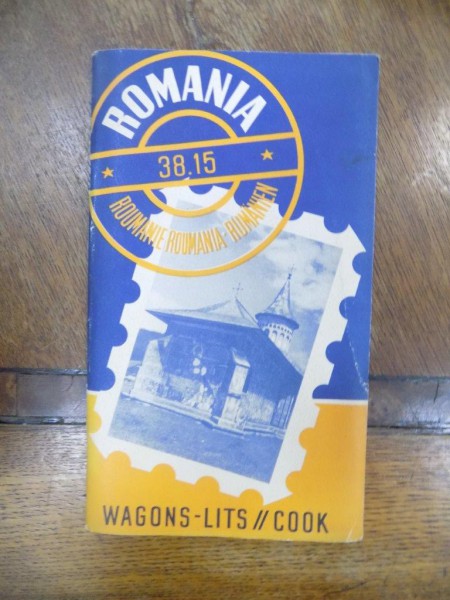 ROMANIA
38.15
ROUMANIE ROUMANIA-RUMÄNIEN
WAGONS-LITS // COOK